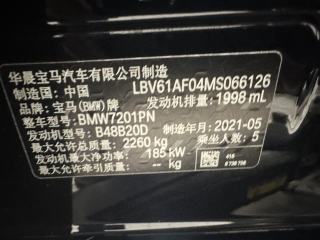 华晨宝马汽车有限公司制造
制造国：中国 LBV61AF04MS066126
品牌：宝马(BMW)牌 发动机排量：1998 mL
整车型号：BMW7201PN
发动机型号：B48B20D 制造年月：2021-05
最大允许总质量：2260 kg 乘坐人数：5
发动机最大净功率：185 kW
最大允许牵引质量：- kg